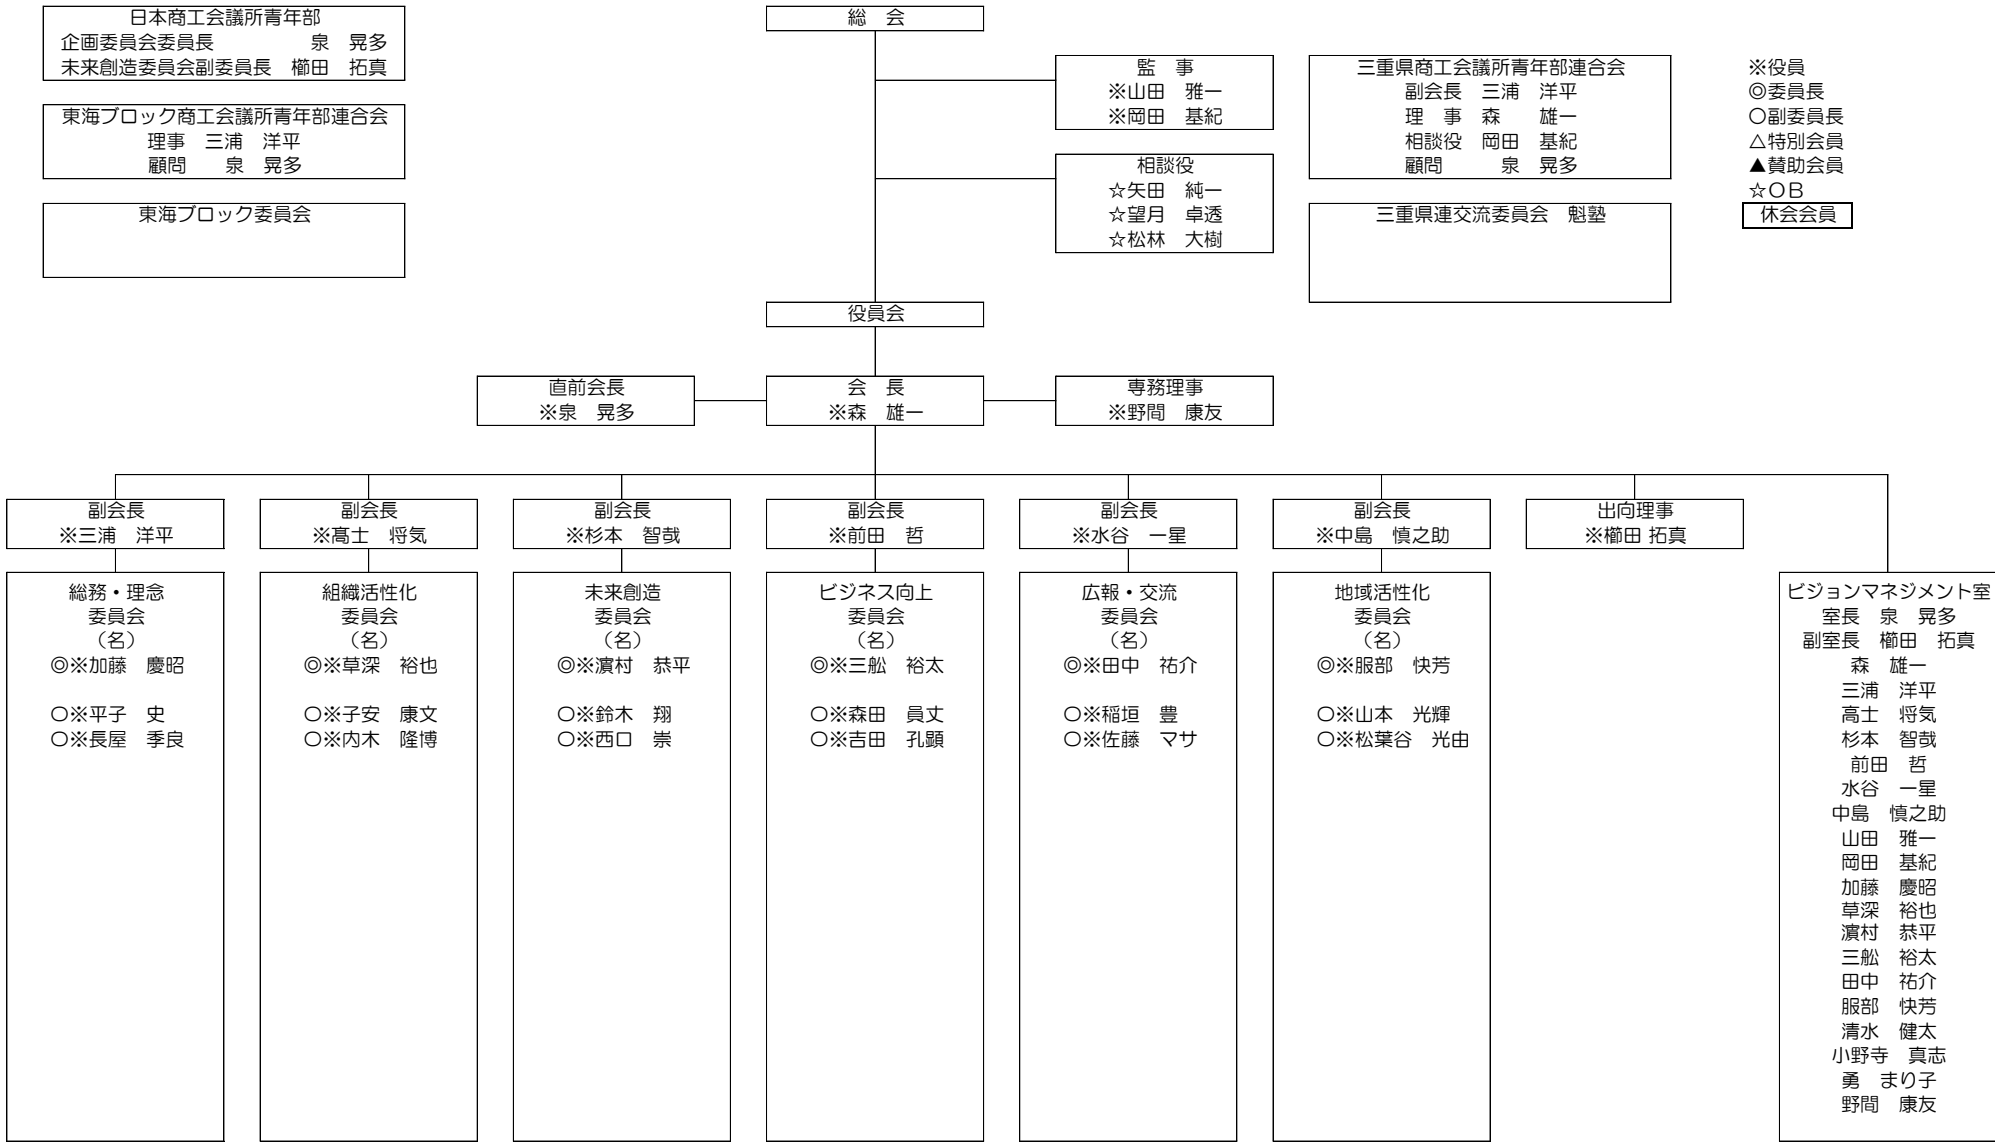 日本商工会議所青年部
企画委員会委員長　　　　　泉　晃多
未来創造委員会副委員長　櫛田　拓真
東海ブロック商工会議所青年部連合会
理事　三浦　洋平
顧問　　泉　晃多
東海ブロック委員会
総　会
監　事
※山田　雅一
※岡田　基紀
相談役
☆矢田　純一
☆望月　卓透
☆松林　大樹
三重県商工会議所青年部連合会
副会長　三浦　洋平
理　事　森　　雄一
相談役　岡田　基紀
顧問　　　泉　晃多
三重県連交流委員会　魁塾
※役員
◎委員長
○副委員長
△特別会員
▲賛助会員
☆ＯＢ
休会会員
役員会
直前会長
※泉　晃多
会　長
※森　雄一
専務理事
※野間　康友
副会長
※三浦　洋平
副会長
※髙士　将気
副会長
※杉本　智哉
副会長
※前田　哲
副会長
※水谷　一星
副会長
※中島　慎之助
出向理事
※櫛田 拓真
総務・理念
委員会
（名）
◎※加藤　慶昭
○※平子　史
○※長屋　季良
組織活性化
委員会
（名）
◎※草深　裕也
○※子安　康文
○※内木　隆博
未来創造
委員会
（名）
◎※濵村　恭平
○※鈴木　翔
○※西口　崇
ビジネス向上
委員会
（名）
◎※三舩　裕太
○※森田　員丈
○※吉田　孔顕
広報・交流
委員会
（名）
◎※田中　祐介
○※稲垣　豊
○※佐藤　マサ
地域活性化
委員会
（名）
◎※服部　快芳
○※山本　光輝
○※松葉谷　光由
ビジョンマネジメント室
室長　泉　晃多
副室長　櫛田　拓真
森　雄一
三浦　洋平
髙士　将気
杉本　智哉
前田　哲
水谷　一星
中島　慎之助
山田　雅一
岡田　基紀
加藤　慶昭
草深　裕也
濵村　恭平
三舩　裕太
田中　祐介
服部　快芳
清水　健太
小野寺　真志
勇　まり子
野間　康友